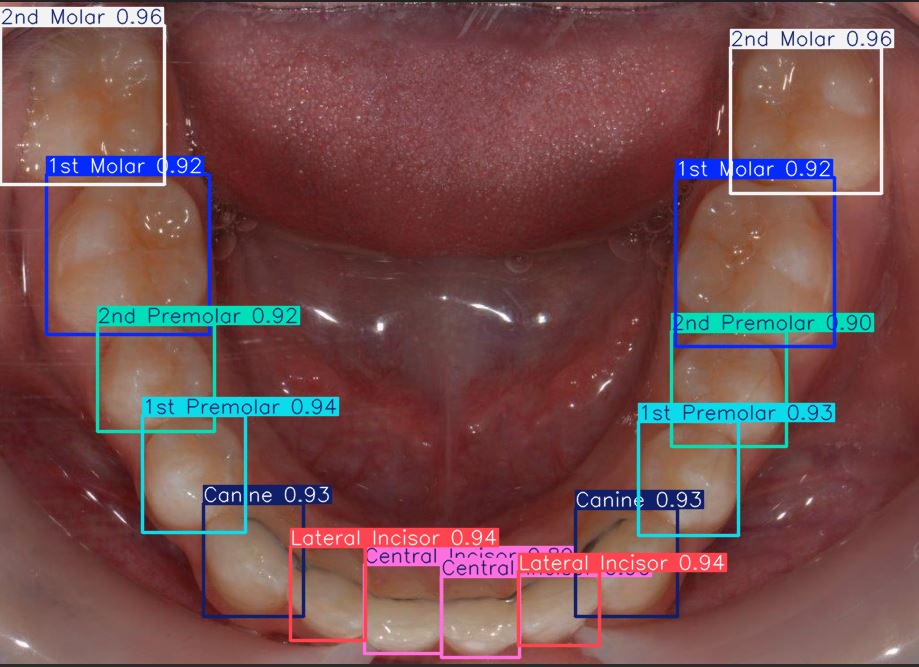 2nd Molar 0.96
2nd Molar 0.96
1st Molar 0.92
1st Molar 0.92
2nd Premolar 0.92
2nd Premolar 0.90
1st Premolar 0.94
1st Premolar 0.93
Canine 0.93
Canine 0.93
Lateral Incisor 0.94
Central Incisor
Lateral Incisor 0.94
Central Incisor